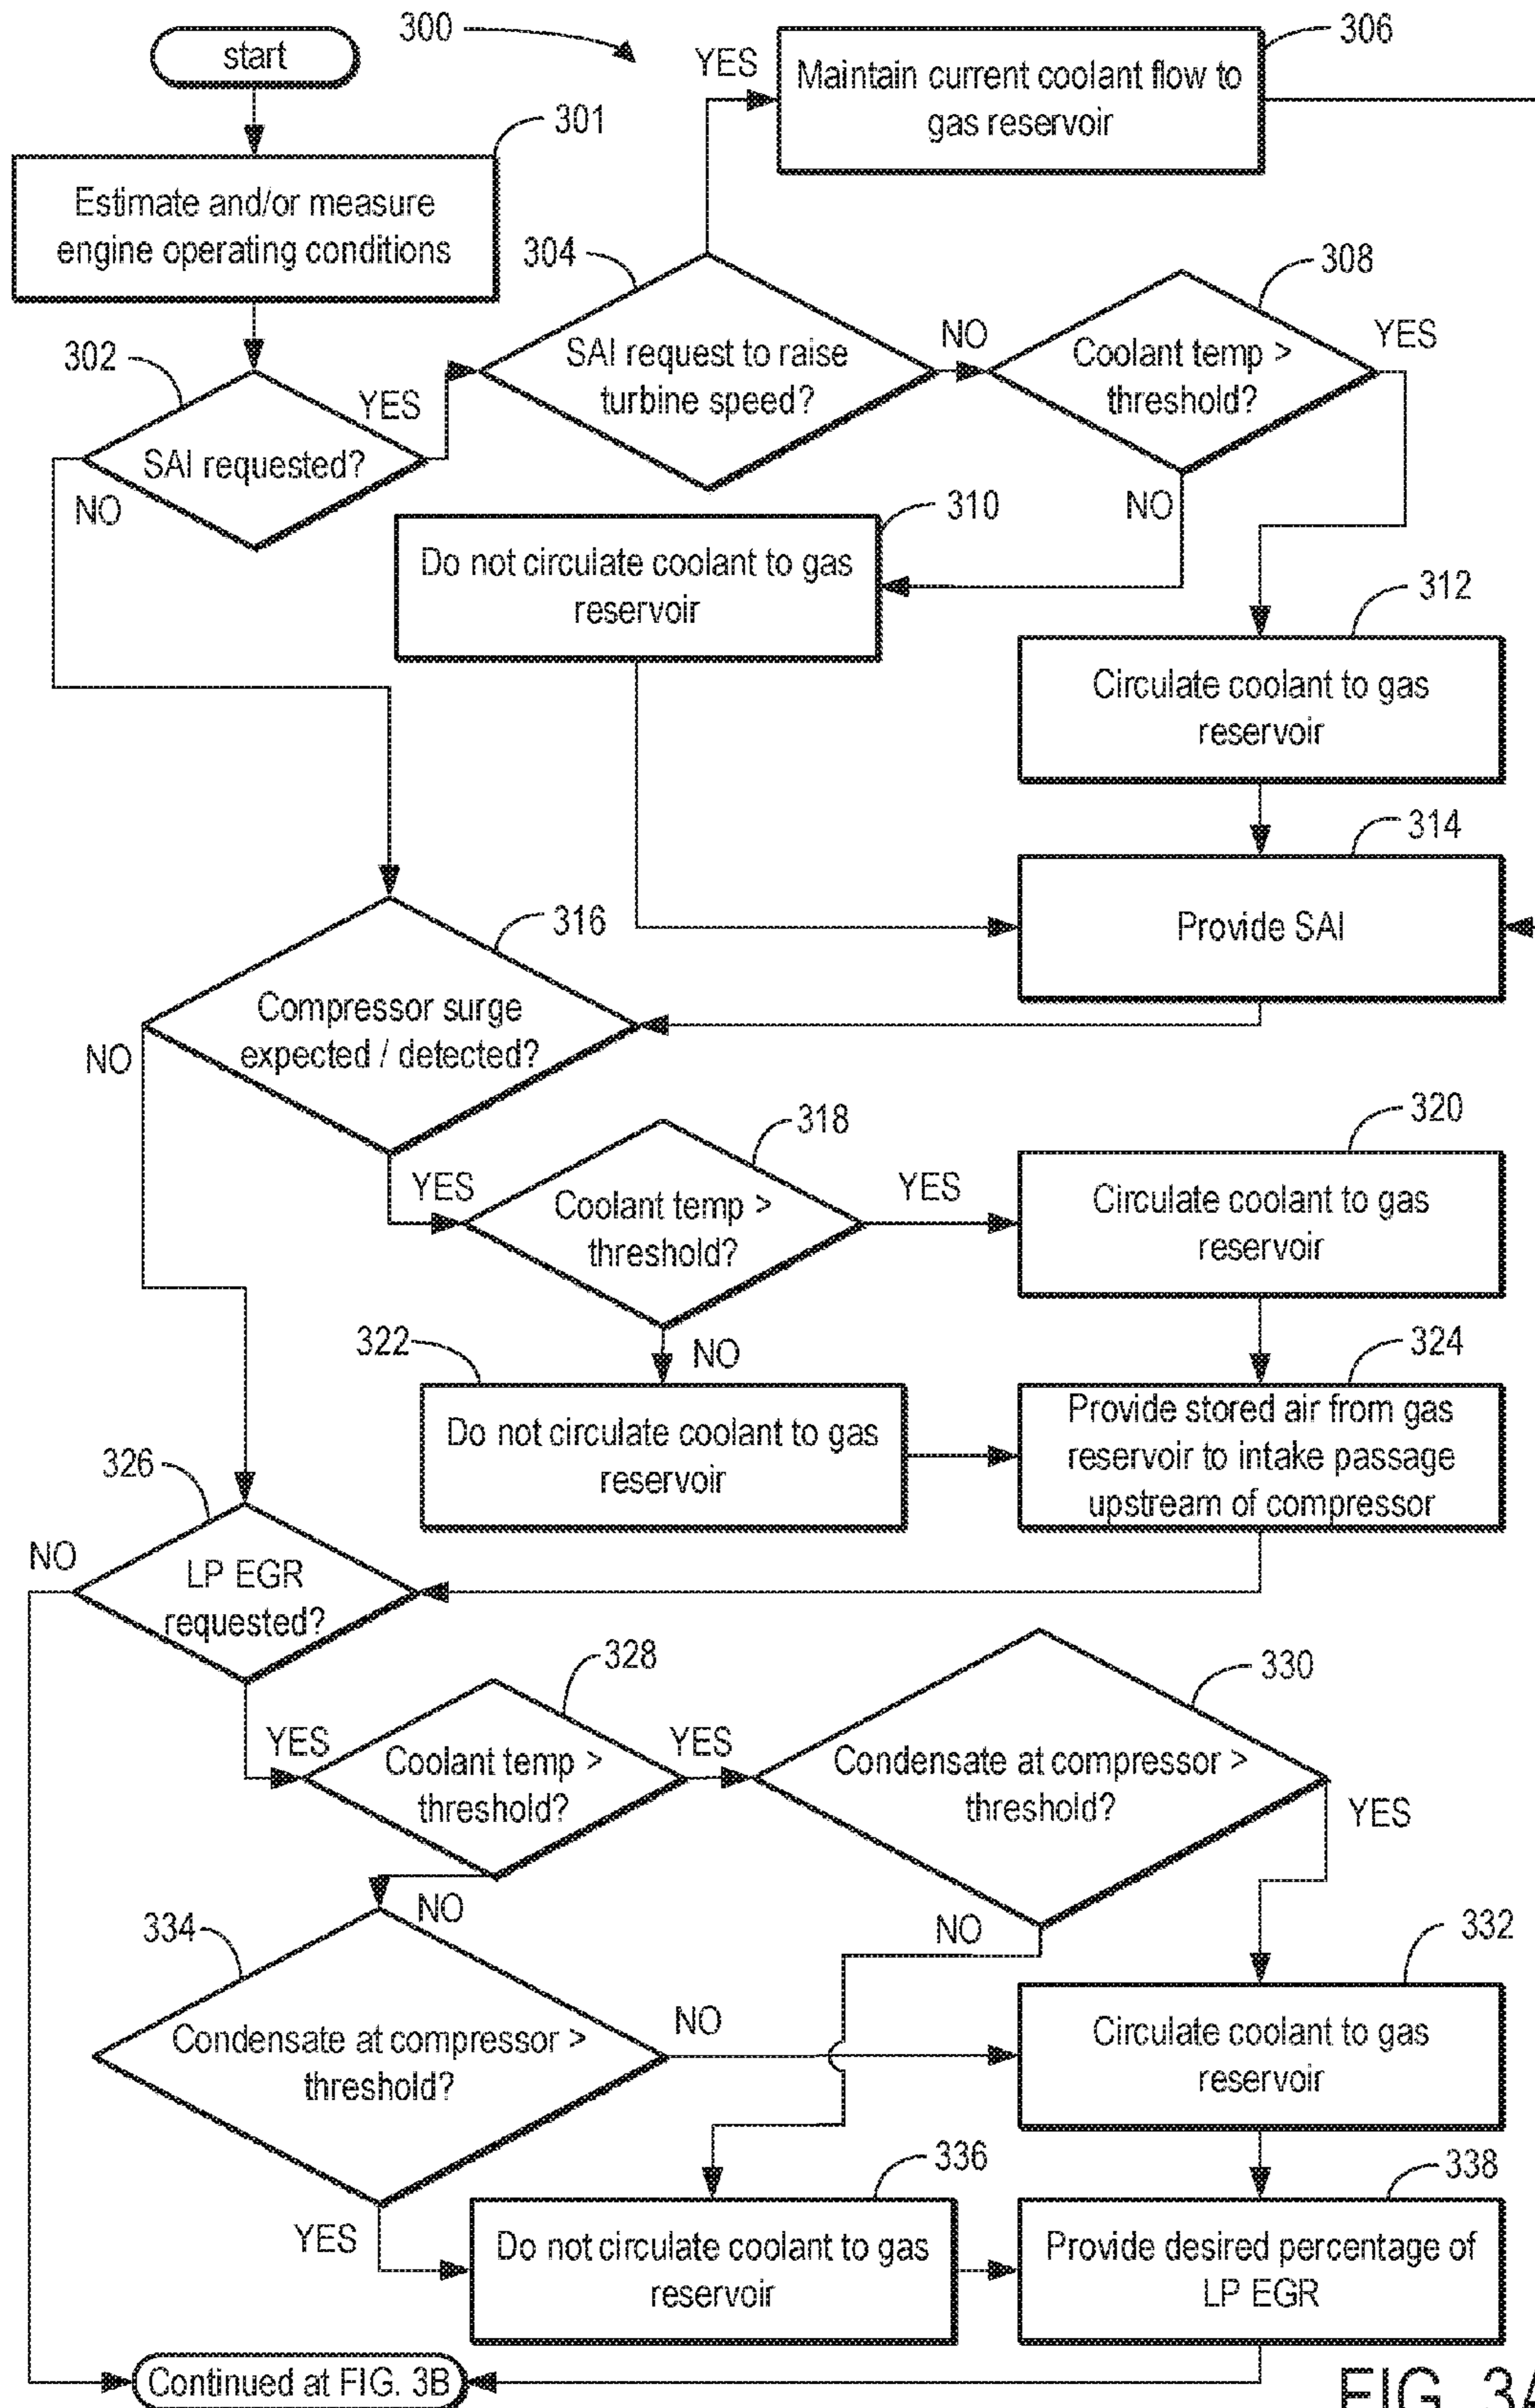 300
start
YES
306
Maintain current coolant flow to
gas reservoir
301
Estimate and/or measure
engine operating conditions
304
SAI request to raise
turbine speed?
NO
308
Coolant temp >
threshold?
YES
302
SAI requested?
YES
NO
NO
310
Do not circulate coolant to gas
reservoir
312
Circulate coolant to gas
reservoir
314
Provide SAI
316
Compressor surge
expected / detected?
NO
YES
318
Coolant temp >
threshold?
YES
320
Circulate coolant to gas
reservoir
NO
322
Do not circulate coolant to gas
reservoir
324
Provide stored air from gas
reservoir to intake passage
upstream of compressor
326
LP EGR
requested?
NO
YES
328
Coolant temp >
threshold?
YES
330
Condensate at compressor >
threshold?
YES
NO
NO
334
Condensate at compressor >
threshold?
NO
332
Circulate coolant to gas
reservoir
YES
336
Do not circulate coolant to gas
reservoir
338
Provide desired percentage of
LP EGR
Continued at FIG. 3B
FIG. 3A